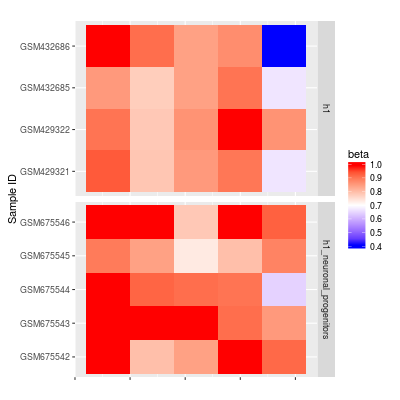 Sample ID
GSM432686
GSM432685
GSM429322
GSM429321
h1
GSM675546
GSM675545
GSM675544
GSM675543
GSM675542
h1_neuronal_progenitors
beta
1.0
0.9
0.8
0.7
0.6
0.5
0.4